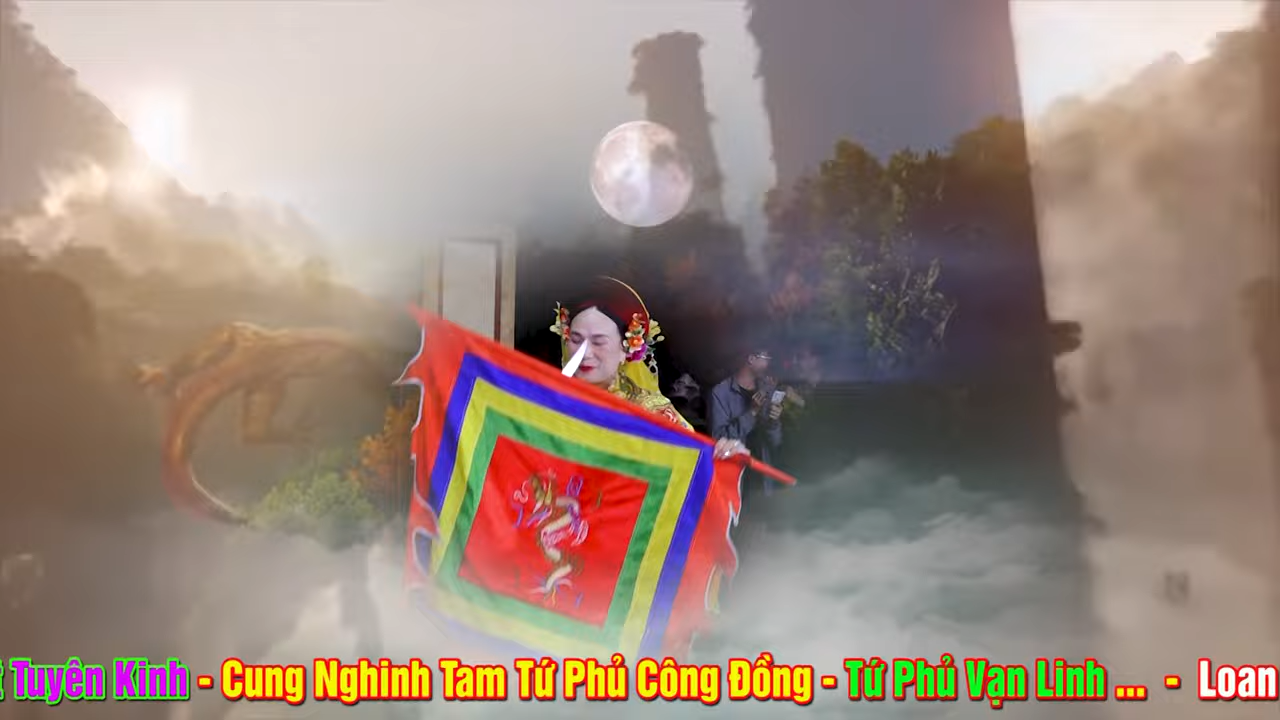 Tuyên Kinh - Cung Nghinh Tam Tứ Phủ Công Đồng - Tứ Phủ Vạn Linh ... - Loan